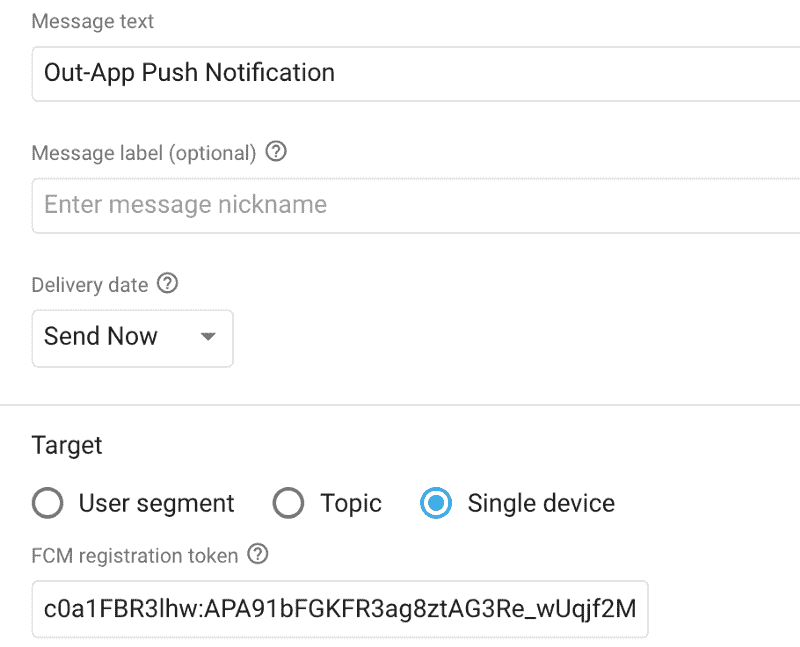 Message text
Out-App Push Notification
Message label (optional)
Enter message nickname
Delivery date
Send Now
Target
User segment Topic Single device
FCM registration token
c0a1FBR3lhw:APA91bFGKFR3ag8ztAG3Re_wUqjf2M